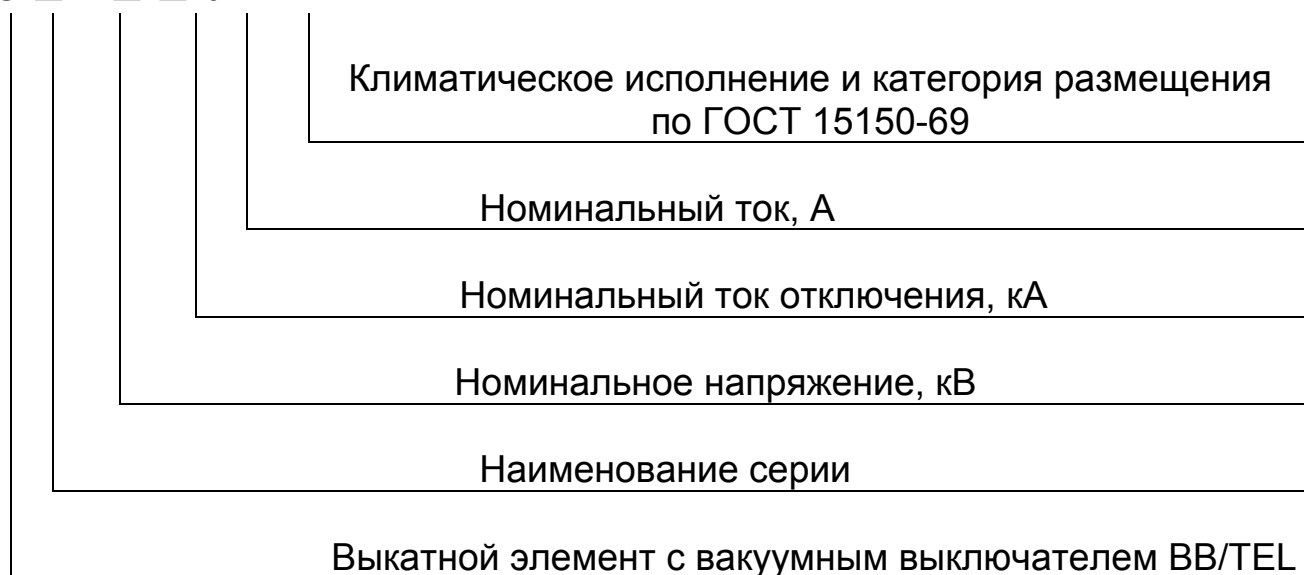 Климатическое исполнение и категория размещения
по ГОСТ 15150-69
Номинальный ток, А
Номинальный ток отключения, кА
Номинальное напряжение, кВ
Наименование серии
Выкатной элемент с вакуумным выключателем BB/TEL